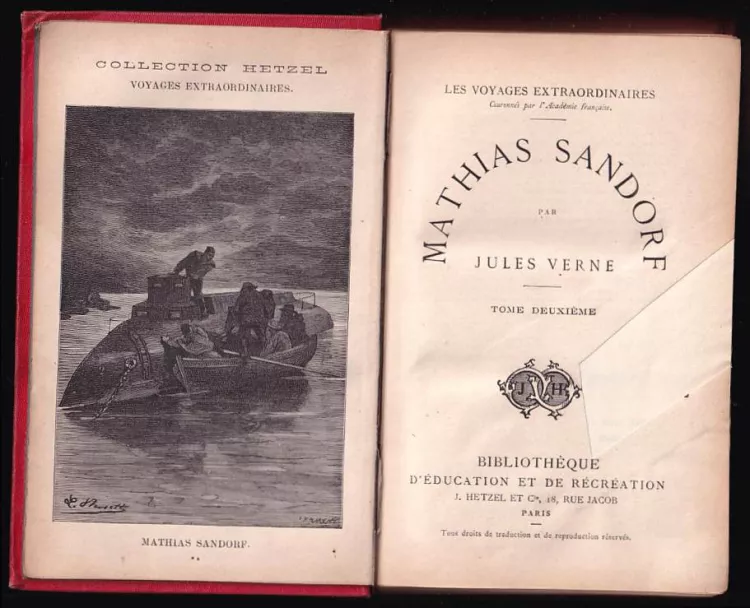 COLLECTION HETZEL
VOYAGES EXTRAORDINAIRES.
MATHIAS SANDORF.
**
LES VOYAGES EXTRAORDINAIRES
Couronnés par l'Académie française.
MATHIAS SANDORF
PAR
JULES VERNE
TOME DEUXIÈME
J H
BIBLIOTHÈQUE
D'ÉDUCATION ET DE RÉCRÉATION
J. HETZEL ET Cie, 18, RUE JACOB
PARIS
Tous droits de traduction et de reproduction réservés.